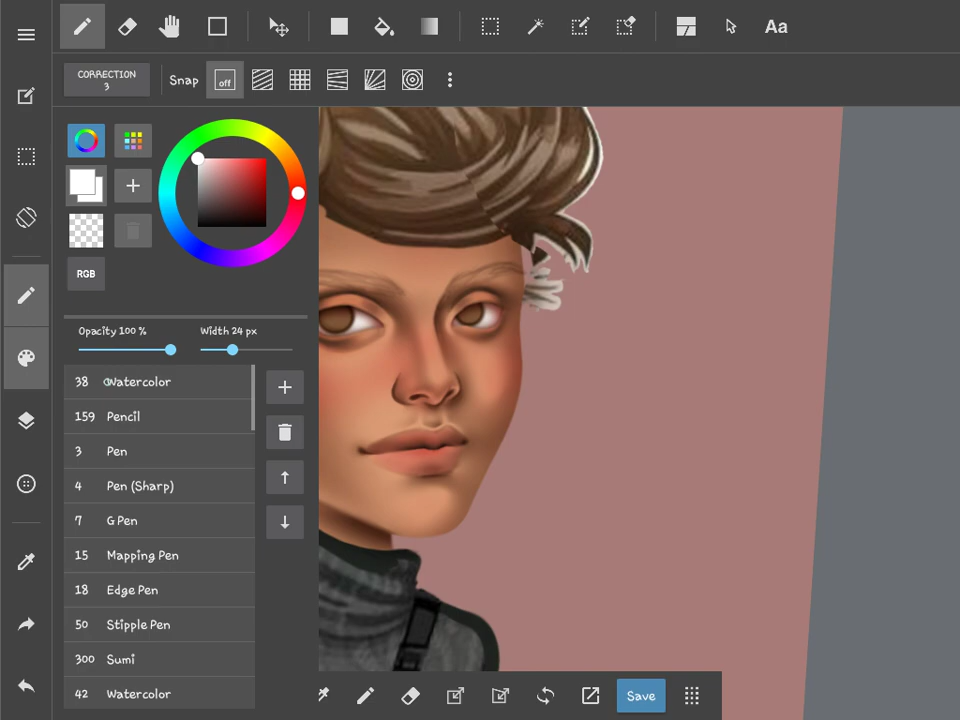 Aa
CORRECTION
3
Snap
off
RGB
Opacity 100 %
Width 24 px
38 Watercolor
159 Pencil
3 Pen
4 Pen (Sharp)
7 G Pen
15 Mapping Pen
18 Edge Pen
50 Stipple Pen
300 Sumi
42 Watercolor
Save